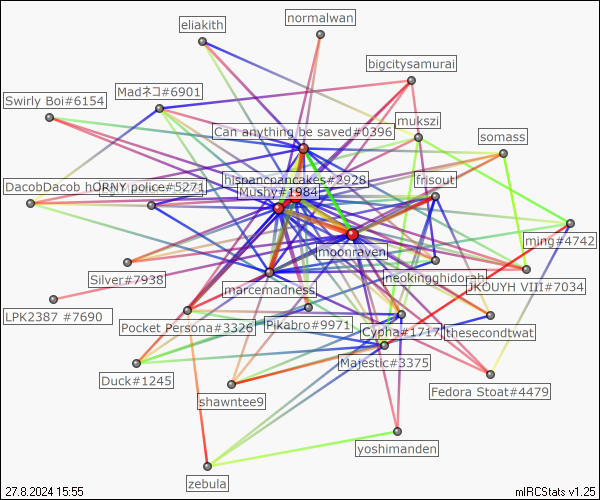 normalwan
eliakith
bigcitysamurai
Madネコ#6901
Swirly Boi#6154
mukszi
Can anything be saved#0396
somass
hispancpancakes#2928
frisout
DacobDacob hORNY police#5271
Mushy#1984
ming#4742
moonraven
neokingghidorah
Silver#7938
JKOUYH VIII#7034
marcemadness
LPK2387 #7690
Pocket Persona#3326
Pikabro#9971
Cypha#1717
thesecondtwat
Majestic#3375
Duck#1245
Fedora Stoat#4479
shawntee9
yoshimanden
zebula
27.8.2024 15:55
mIRCStats v1.25